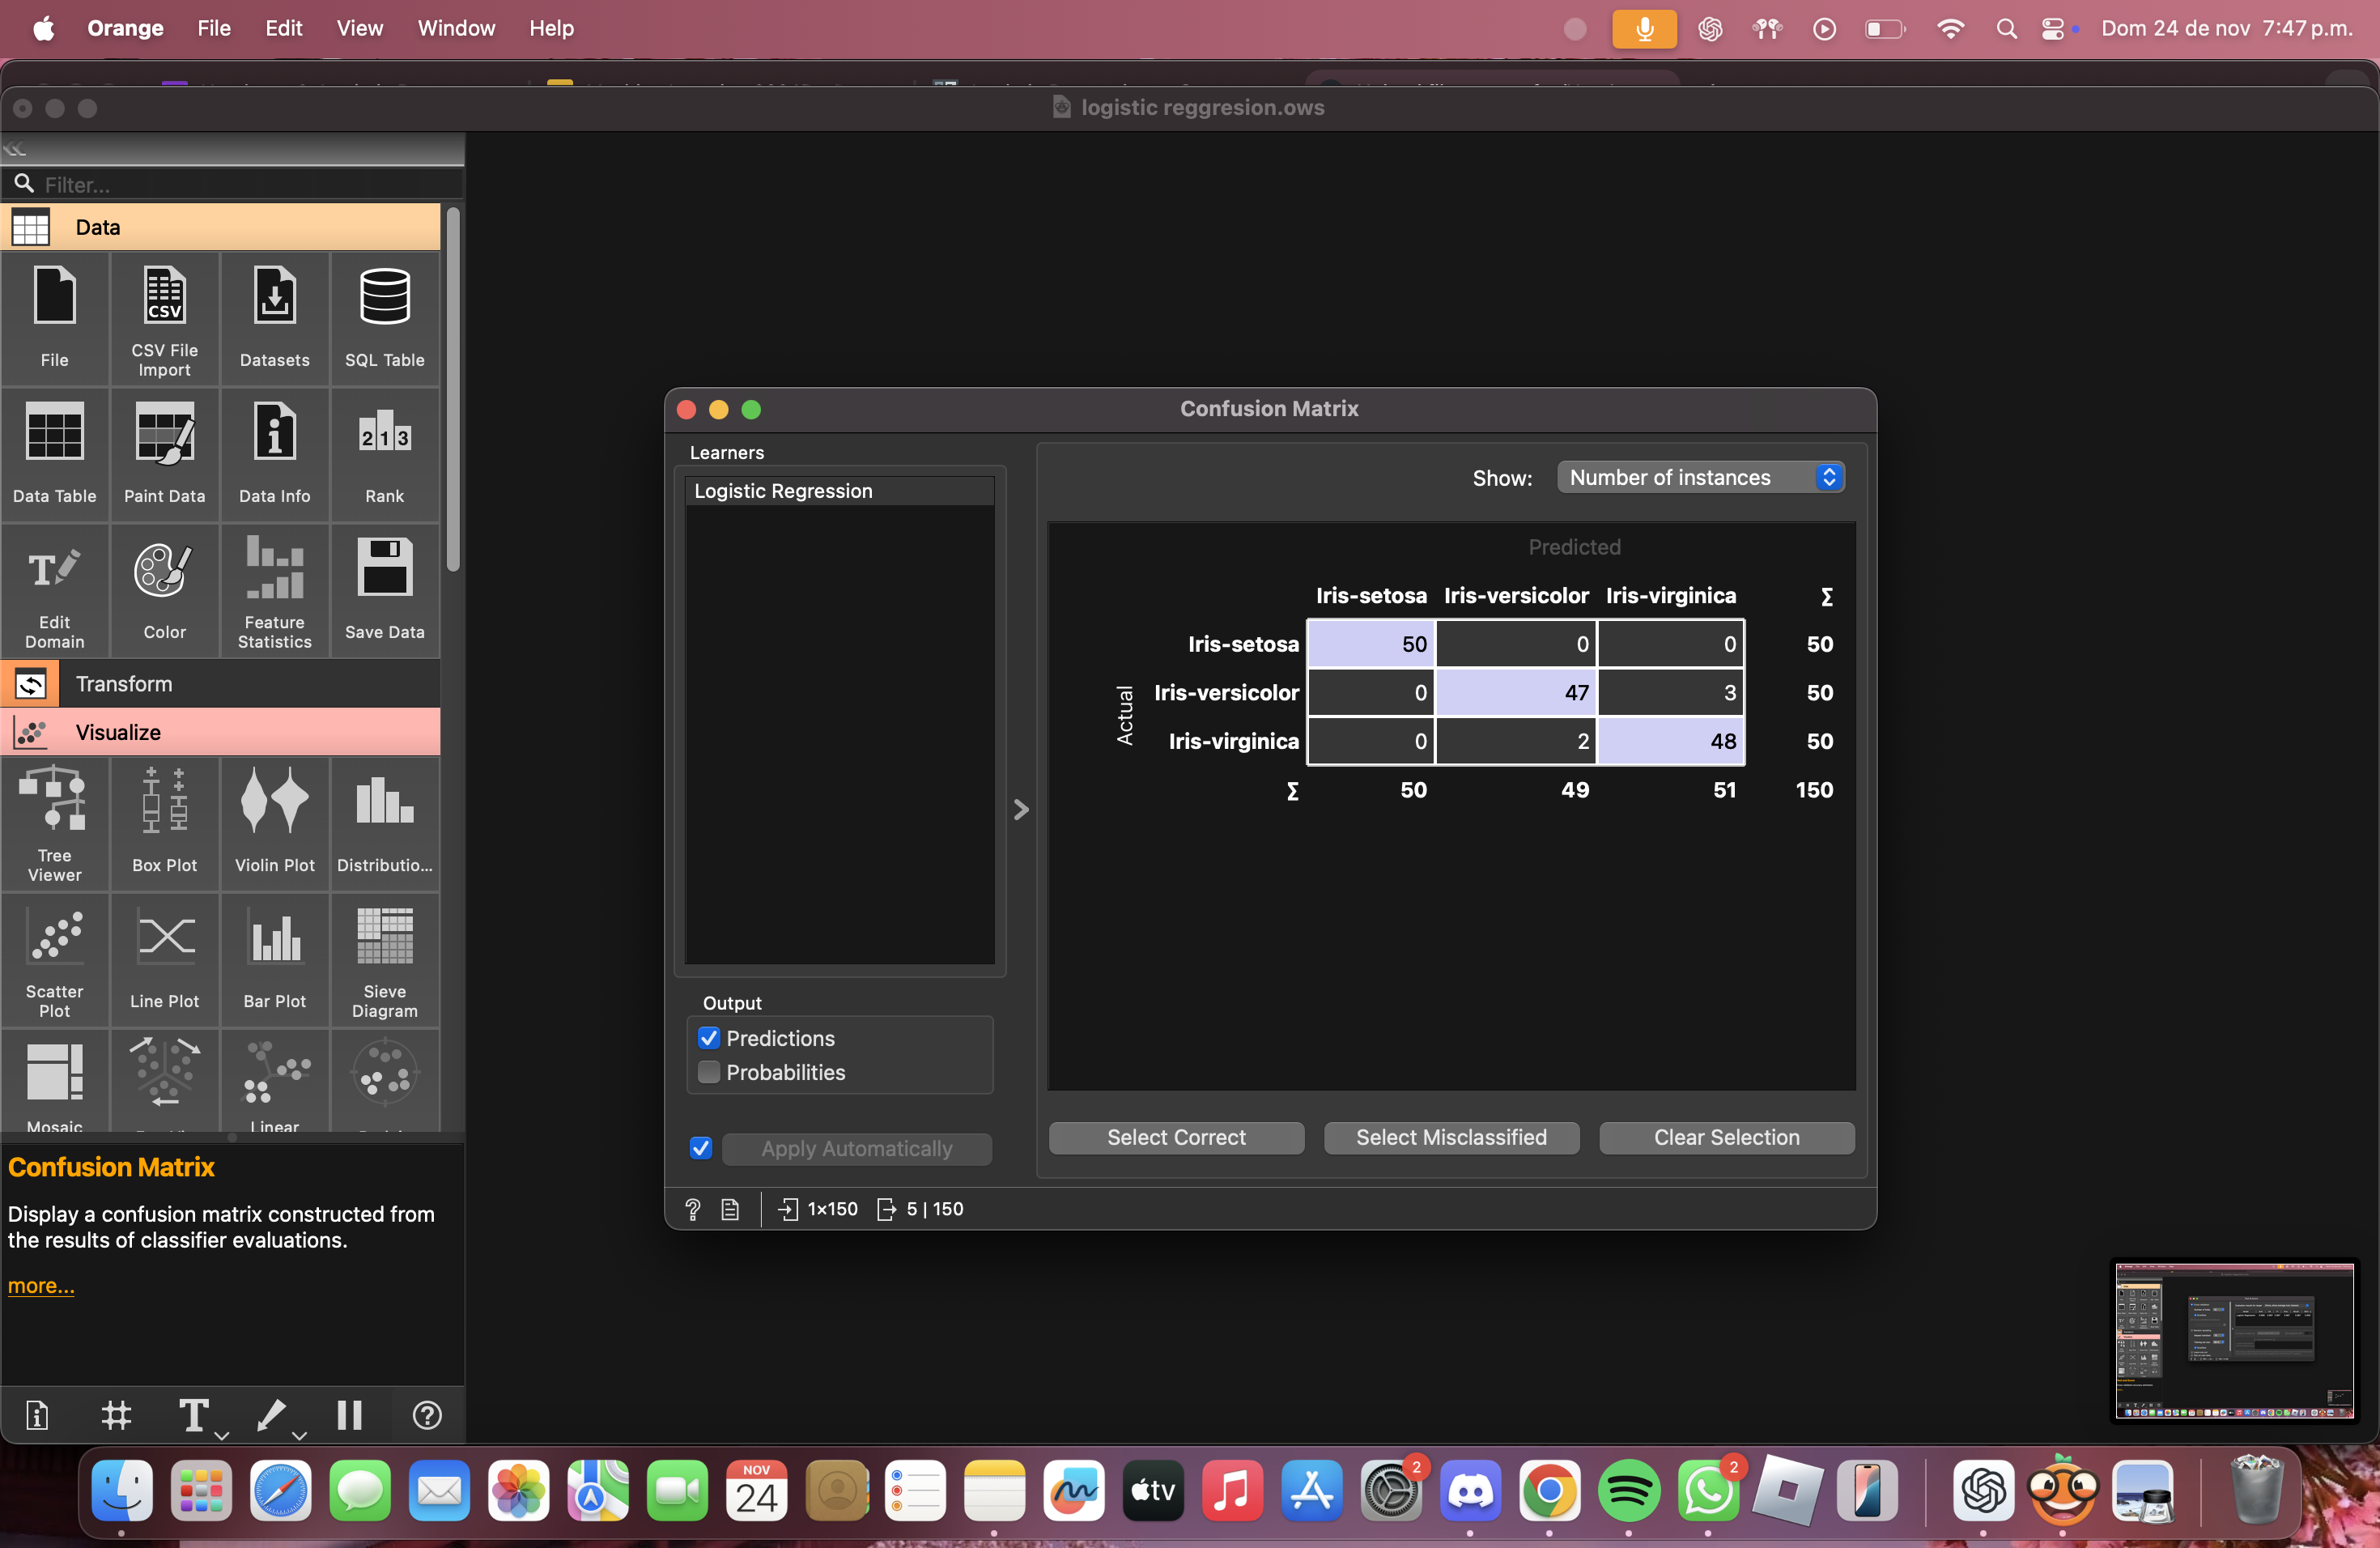 Orange File Edit View Window Help
Dom 24 de nov 7:47 p.m.
logistic reggresion.ows
Filter...
Data
File
CSV
CSV File Import
Datasets
SQL Table
Data Table
Paint Data
Data Info
2 1 3
Rank
Edit Domain
Color
Feature Statistics
Save Data
Transform
Visualize
Tree Viewer
Box Plot
Violin Plot
Distributio...
Scatter Plot
Line Plot
Bar Plot
Sieve Diagram
Mosaic
Linear
Confusion Matrix
Display a confusion matrix constructed from
the results of classifier evaluations.
more...
Confusion Matrix
Learners
Logistic Regression
Output
Predictions
Probabilities
Apply Automatically
Show: Number of instances
Predicted
Iris-setosa Iris-versicolor Iris-virginica Σ
Actual
Iris-setosa 50 0 0 50
Iris-versicolor 0 47 3 50
Iris-virginica 0 2 48 50
Σ 50 49 51 150
Select Correct Select Misclassified Clear Selection
? 1×150 5 | 150
NOV
24
tv
2
2